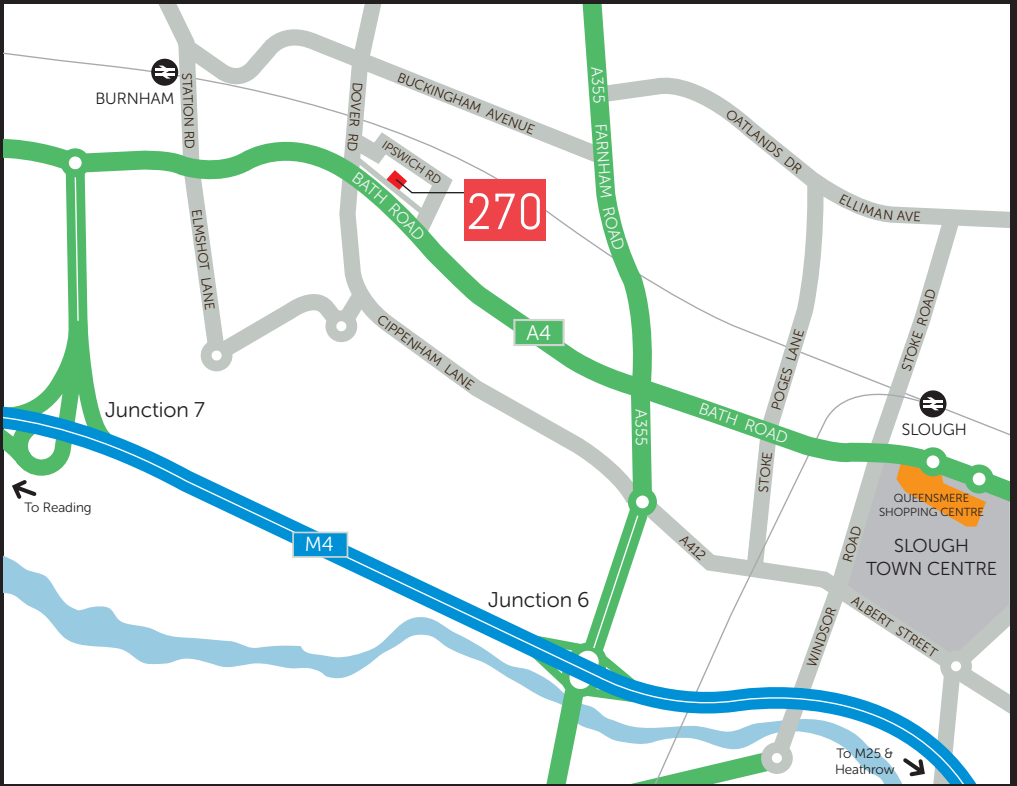 BURNHAM
STATION RD
DOVER RD
BUCKINGHAM AVENUE
A355 FARNHAM ROAD
OATLANDS DR
ELLIMAN AVE
IPSWICH RD
270
BATH ROAD
ELMSHOT LANE
CIPPENHAM LANE
A4
STOKE ROAD
STOKE POGES LANE
Junction 7
A355
BATH ROAD
SLOUGH
To Reading
QUEENSMERE
SHOPPING CENTRE
M4
A412
SLOUGH
TOWN CENTRE
Junction 6
WINDSOR ROAD
ALBERT STREET
To M25 &
Heathrow